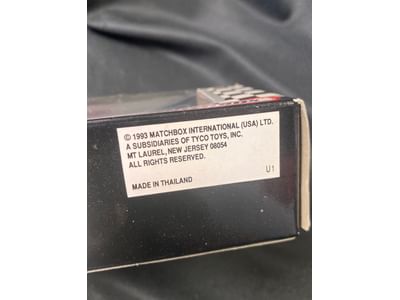 © 1993 MATCHBOX INTERNATIONAL (USA) LTD.
A SUBSIDIARIES OF TYCO TOYS, INC.
MT LAUREL, NEW JERSEY 08054
ALL RIGHTS RESERVED.
MADE IN THAILAND
U1